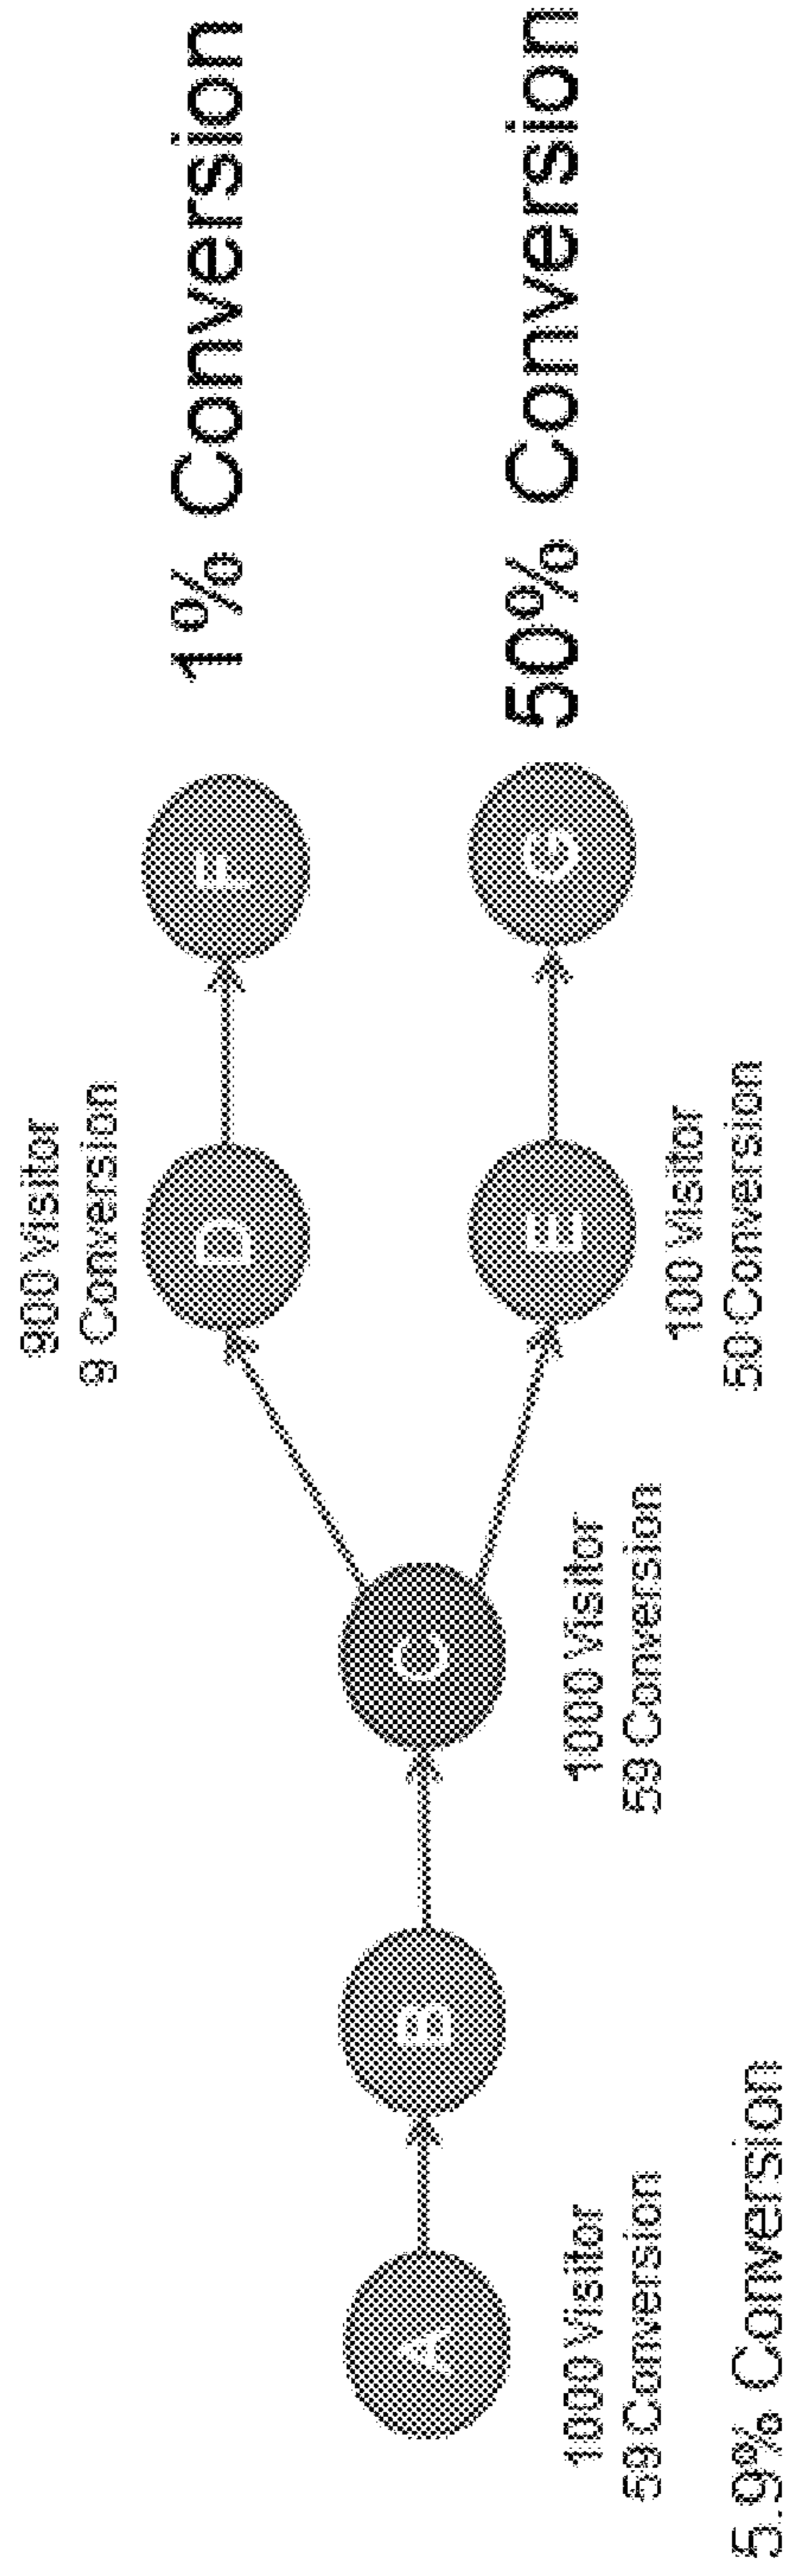 900 Visitor
9 Conversion
D
F
1% Conversion
A
B
C
1000 Visitor
59 Conversion
5.9% Conversion
1000 Visitor
59 Conversion
E
G
50% Conversion
100 Visitor
50 Conversion